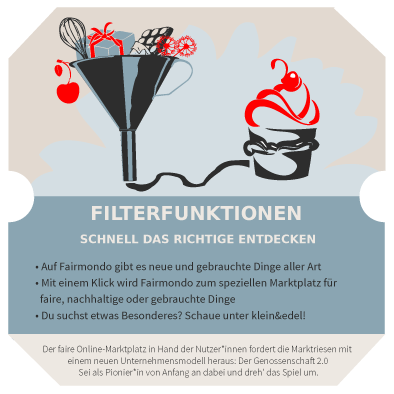 FILTERFUNKTIONEN
SCHNELL DAS RICHTIGE ENTDECKEN
• Auf Fairmondo gibt es neue und gebrauchte Dinge aller Art
• Mit einem Klick wird Fairmondo zum speziellen Marktplatz für
faire, nachhaltige oder gebrauchte Dinge
• Du suchst etwas Besonderes? Schaue unter klein&edel!
Der faire Online-Marktplatz in Hand der Nutzer*innen fordert die Marktriesen mit
einem neuen Unternehmensmodell heraus: Der Genossenschaft 2.0
Sei als Pionier*in von Anfang an dabei und dreh' das Spiel um.